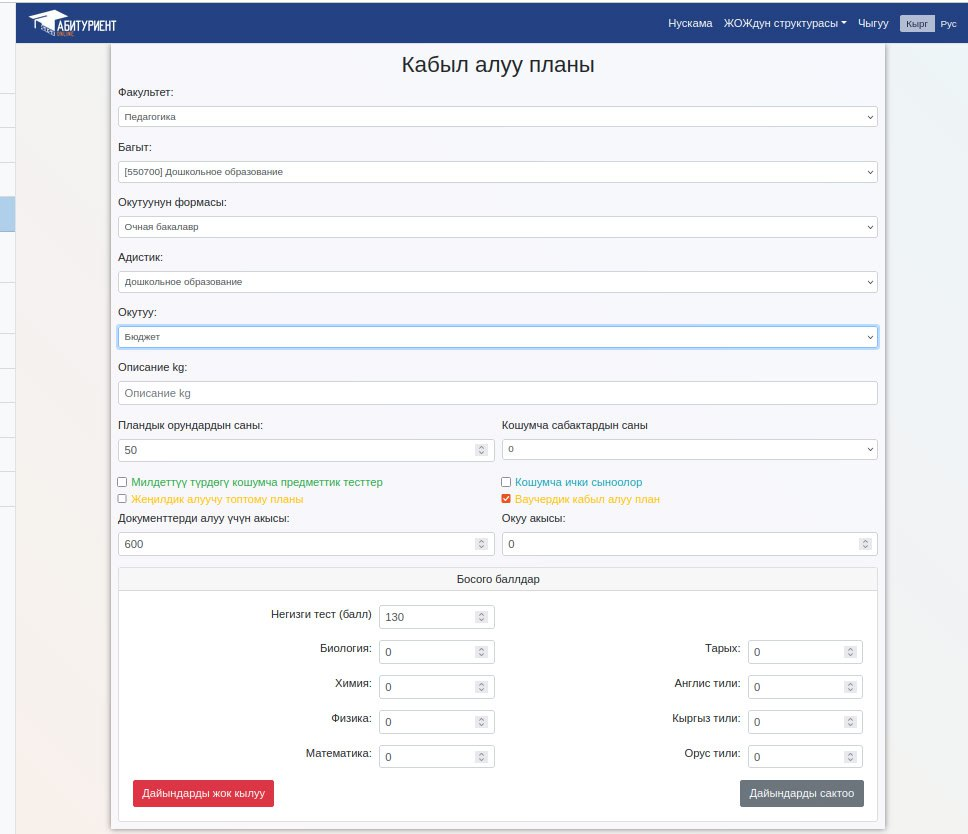 АБИТУРИЕНТ
ONLINE
Нускама ЖОЖдун структурасы Чыгуу Кырг Рус
Кабыл алуу планы
Факультет:
Педагогика
Багыт:
[550700] Дошкольное образование
Окутуунун формасы:
Очная бакалавр
Адистик:
Дошкольное образование
Окутуу:
Бюджет
Описание kg:
Описание kg
Пландык орундардын саны: Кошумча сабактардын саны
50 0
Милдеттүү түрдөгү кошумча предметтик тесттер Кошумча ички сыноолор
Жеңилдик алуучу топтому планы Ваучердик кабыл алуу план
Документтерди алуу үчүн акысы: Окуу акысы:
600 0
Босого баллдар
Негизги тест (балл) 130
Биология: 0 Тарых: 0
Химия: 0 Англис тили: 0
Физика: 0 Кыргыз тили: 0
Математика: 0 Орус тили: 0
Дайындарды жок кылуу Дайындарды сактоо